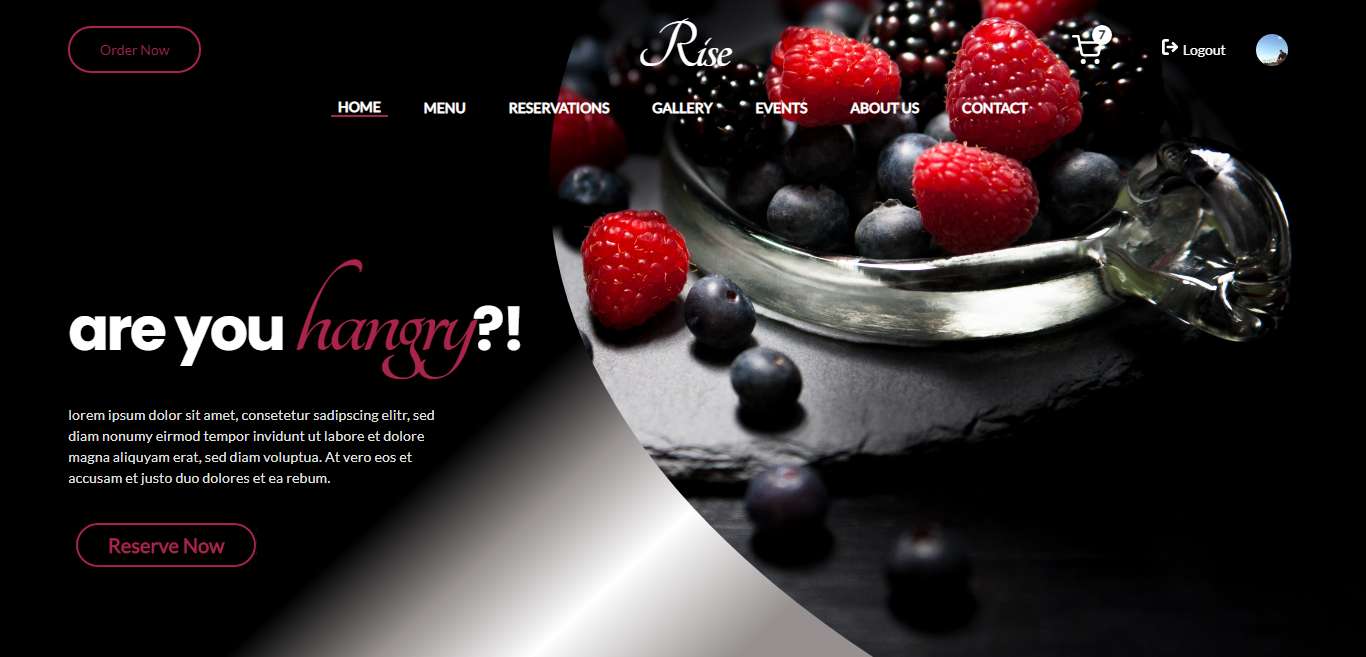 Order Now
Rise
7
Logout
HOME MENU RESERVATIONS GALLERY EVENTS ABOUT US CONTACT
are you hangry?!
lorem ipsum dolor sit amet, consetetur sadipscing elitr, sed
diam nonumy eirmod tempor invidunt ut labore et dolore
magna aliquyam erat, sed diam voluptua. At vero eos et
accusam et justo duo dolores et ea rebum.
Reserve Now